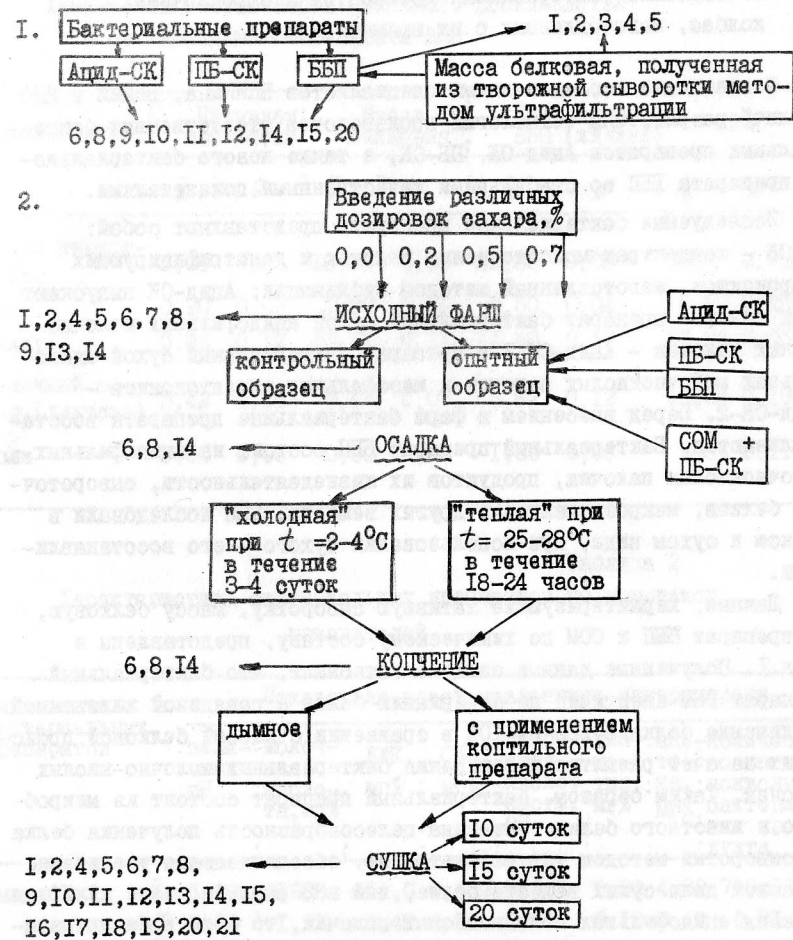 I.
Бактериальные препараты
I,2,3,4,5
Ацид-СК
ПБ-СК
ББП
Масса белковая, полученная
из творожной сыворотки мето-
дом ультрафильтрации
6,8,9,I0,II,I2,I4,I5,20
2.
Введение различных
дозировок сахара,%
0,0 0,2 0,5 0,7
I,2,4,5,6,7,8,
9,I3,I4
ИСХОДНЫЙ ФАРШ
Ацид-СК
ПБ-СК
ББП
СОМ +
ПБ-СК
контрольный
образец
опытный
образец
6,8,I4
ОСАДКА
"холодная"
при t =2-4°С
в течение
3-4 суток
"теплая" при
t= 25-28°С
в течение
I8-24 часов
6,8,I4
КОПЧЕНИЕ
дымное
с применением
коптильного
препарата
I,2,4,5,6,7,8,
9,I0,II,I2,I3,I4,I5,
I6,I7,I8,I9,20,2I
СУШКА
I0 суток
I5 суток
20 суток